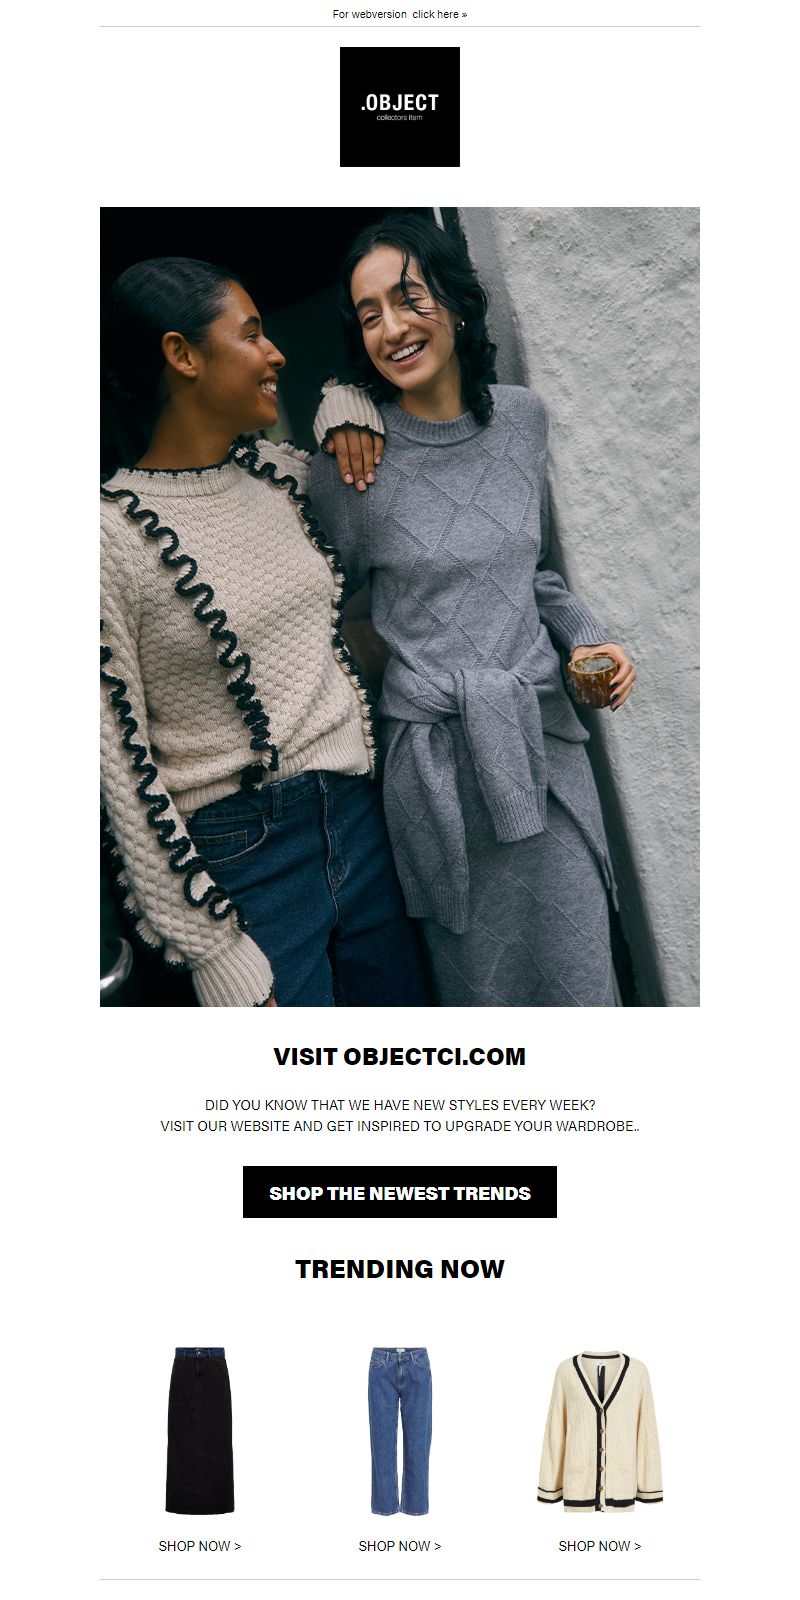 For webversion click here »
.OBJECT
collectors item
VISIT OBJECTCI.COM
DID YOU KNOW THAT WE HAVE NEW STYLES EVERY WEEK?
VISIT OUR WEBSITE AND GET INSPIRED TO UPGRADE YOUR WARDROBE..
SHOP THE NEWEST TRENDS
TRENDING NOW
SHOP NOW > SHOP NOW > SHOP NOW >